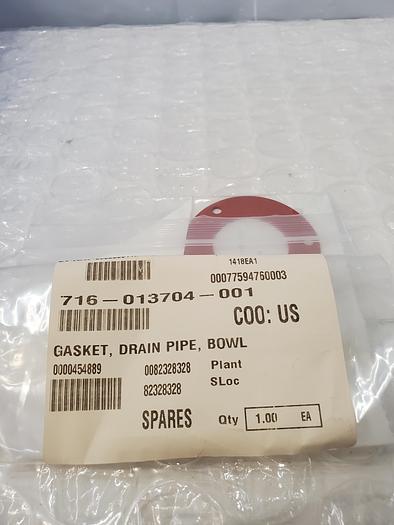 1418EA1
00077594760003
716-013704-001
COO: US
GASKET, DRAIN PIPE, BOWL
0000454889 0082328328 Plant
82328328 SLoc
SPARES Qty 1.00 EA